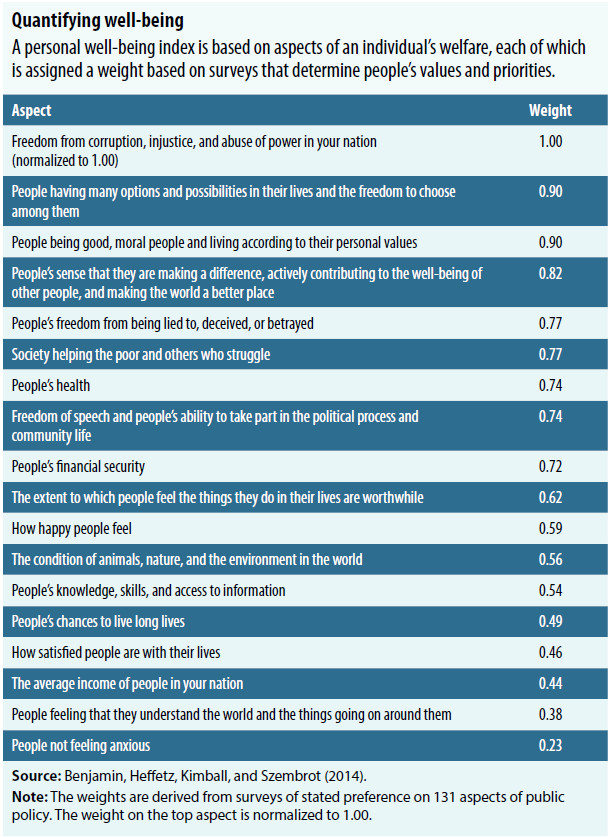 Quantifying well-being
A personal well-being index is based on aspects of an individual's welfare, each of which
is assigned a weight based on surveys that determine people's values and priorities.
Aspect Weight
Freedom from corruption, injustice, and abuse of power in your nation
(normalized to 1.00) 1.00
People having many options and possibilities in their lives and the freedom to choose
among them 0.90
People being good, moral people and living according to their personal values 0.90
People's sense that they are making a difference, actively contributing to the well-being of
other people, and making the world a better place 0.82
People's freedom from being lied to, deceived, or betrayed 0.77
Society helping the poor and others who struggle 0.77
People's health 0.74
Freedom of speech and people's ability to take part in the political process and
community life 0.74
People's financial security 0.72
The extent to which people feel the things they do in their lives are worthwhile 0.62
How happy people feel 0.59
The condition of animals, nature, and the environment in the world 0.56
People's knowledge, skills, and access to information 0.54
People's chances to live long lives 0.49
How satisfied people are with their lives 0.46
The average income of people in your nation 0.44
People feeling that they understand the world and the things going on around them 0.38
People not feeling anxious 0.23
Source: Benjamin, Heffetz, Kimball, and Szembrot (2014).
Note: The weights are derived from surveys of stated preference on 131 aspects of public
policy. The weight on the top aspect is normalized to 1.00.